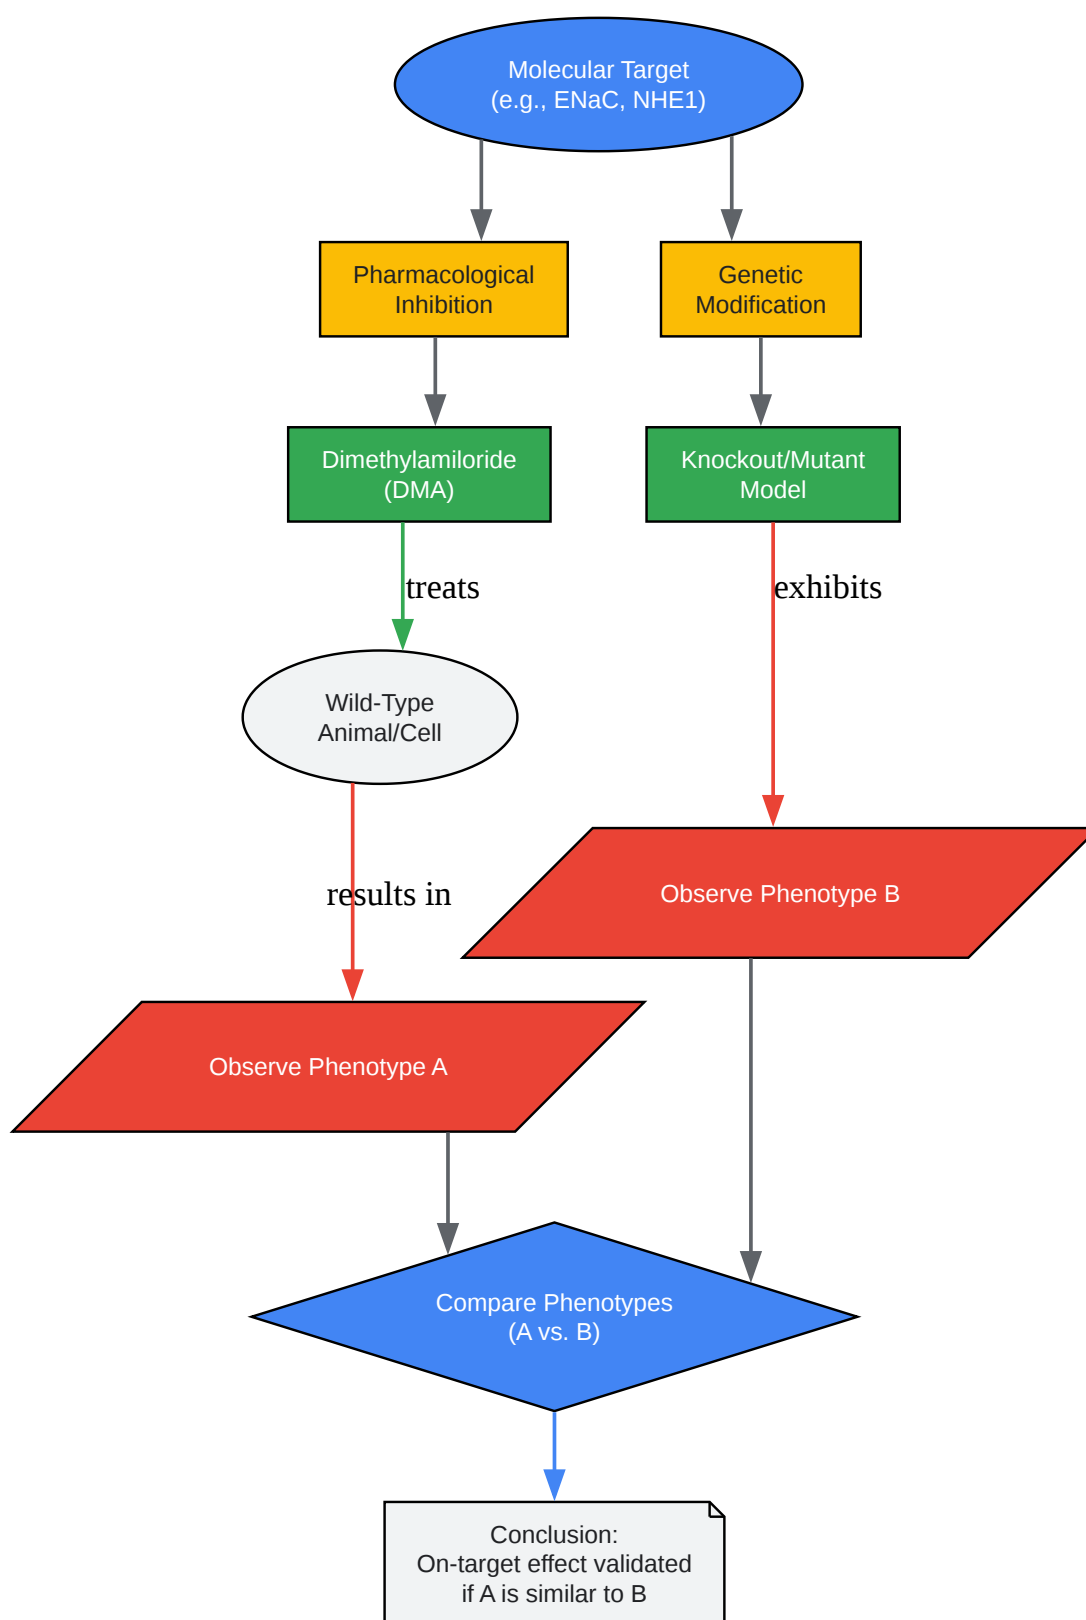 Molecular Target
(e.g., ENaC, NHE1)
Pharmacological
Inhibition
Genetic
Modification
Dimethylamiloride
(DMA)
Knockout/Mutant
Model
treats
exhibits
Wild-Type
Animal/Cell
results in
Observe Phenotype B
Observe Phenotype A
Compare Phenotypes
(A vs. B)
Conclusion:
On-target effect validated
if A is similar to B